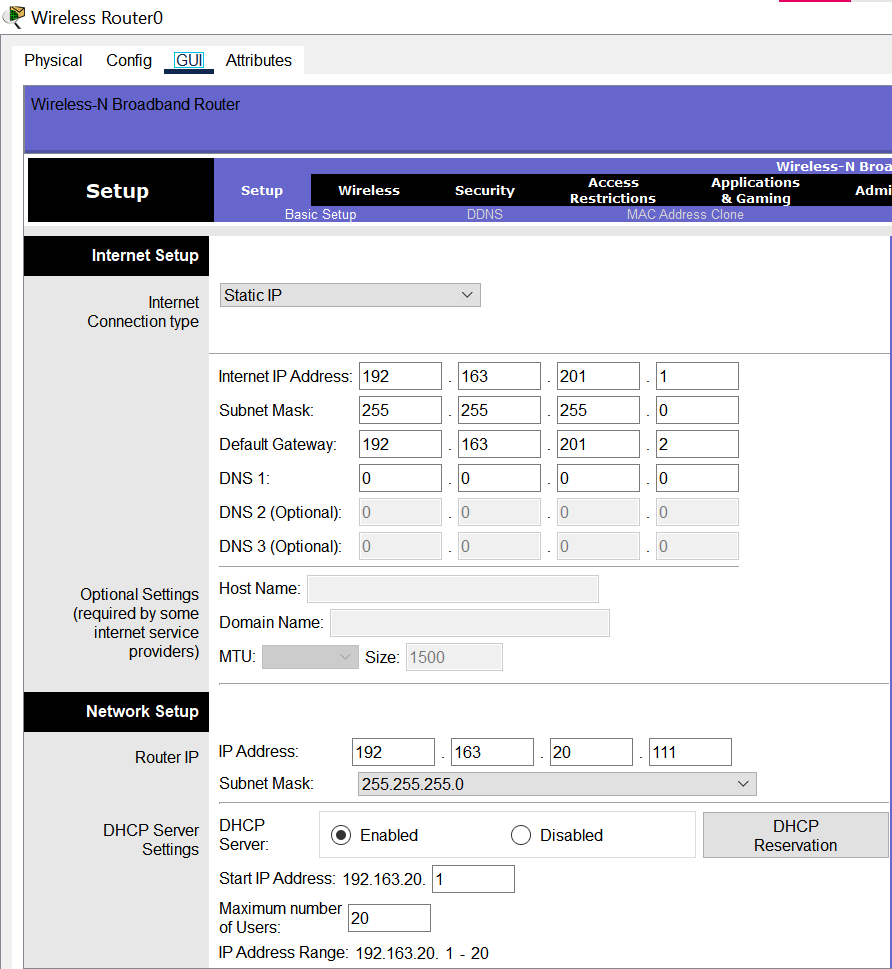 Wireless Router0
Physical Config GUI Attributes
Wireless-N Broadband Router
Wireless-N Broa
Setup
Setup Wireless Security Access Restrictions Applications & Gaming Admi
Basic Setup DDNS MAC Address Clone
Internet Setup
Internet Connection type
Static IP
Internet IP Address: 192 . 163 . 201 . 1
Subnet Mask: 255 . 255 . 255 . 0
Default Gateway: 192 . 163 . 201 . 2
DNS 1: 0 . 0 . 0 . 0
DNS 2 (Optional): 0 . 0 . 0 . 0
DNS 3 (Optional): 0 . 0 . 0 . 0
Optional Settings
(required by some
internet service
providers)
Host Name:
Domain Name:
MTU: Size: 1500
Network Setup
Router IP
IP Address: 192 . 163 . 20 . 111
Subnet Mask: 255.255.255.0
DHCP Server
Settings
DHCP
Server: Enabled Disabled
DHCP
Reservation
Start IP Address: 192.163.20. 1
Maximum number
of Users: 20
IP Address Range: 192.163.20. 1 - 20